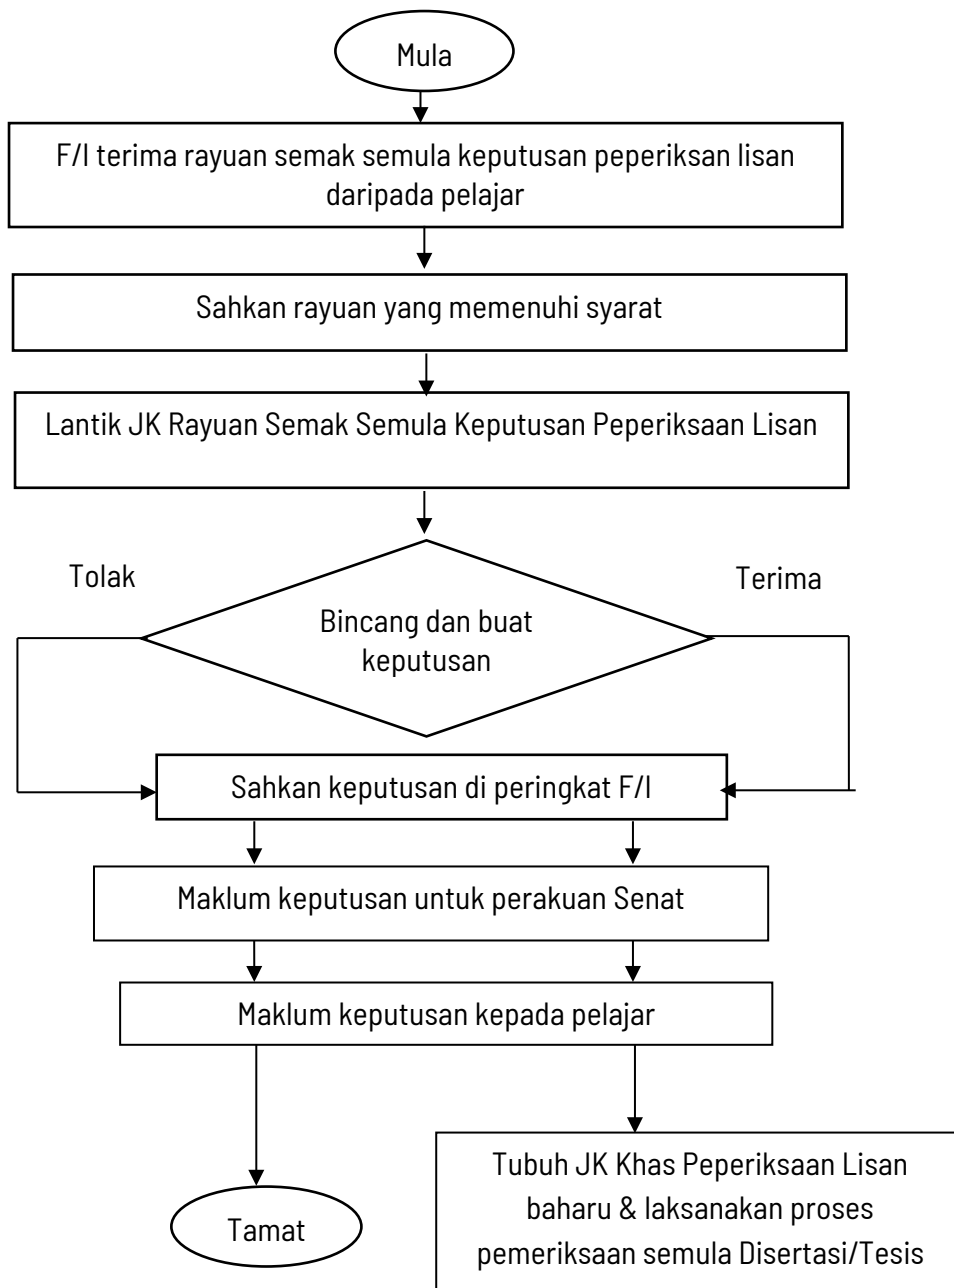 Mula
F/I terima rayuan semak semula keputusan peperiksan lisan
daripada pelajar
Sahkan rayuan yang memenuhi syarat
Lantik JK Rayuan Semak Semula Keputusan Peperiksaan Lisan
Tolak
Terima
Bincang dan buat
keputusan
Sahkan keputusan di peringkat F/I
Maklum keputusan untuk perakuan Senat
Maklum keputusan kepada pelajar
Tubuh JK Khas Peperiksaan Lisan
baharu & laksanakan proses
pemeriksaan semula Disertasi/Tesis
Tamat